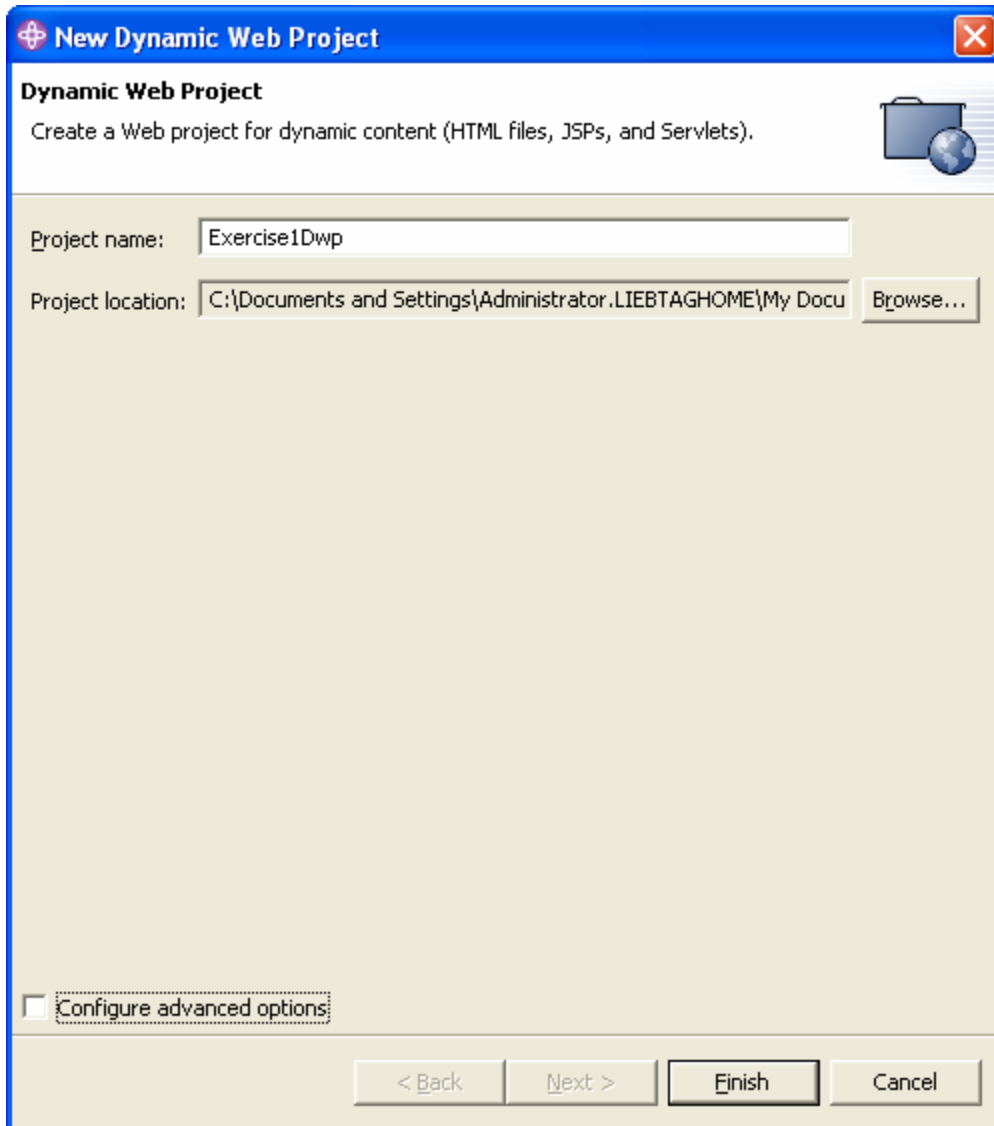 New Dynamic Web Project
Dynamic Web Project
Create a Web project for dynamic content (HTML files, JSPs, and Servlets).
Project name: Exercise1Dwp
Project location: C:\Documents and Settings\Administrator.LIEBTAGHOME\My Docu Browse...
Configure advanced options
< Back Next > Finish Cancel